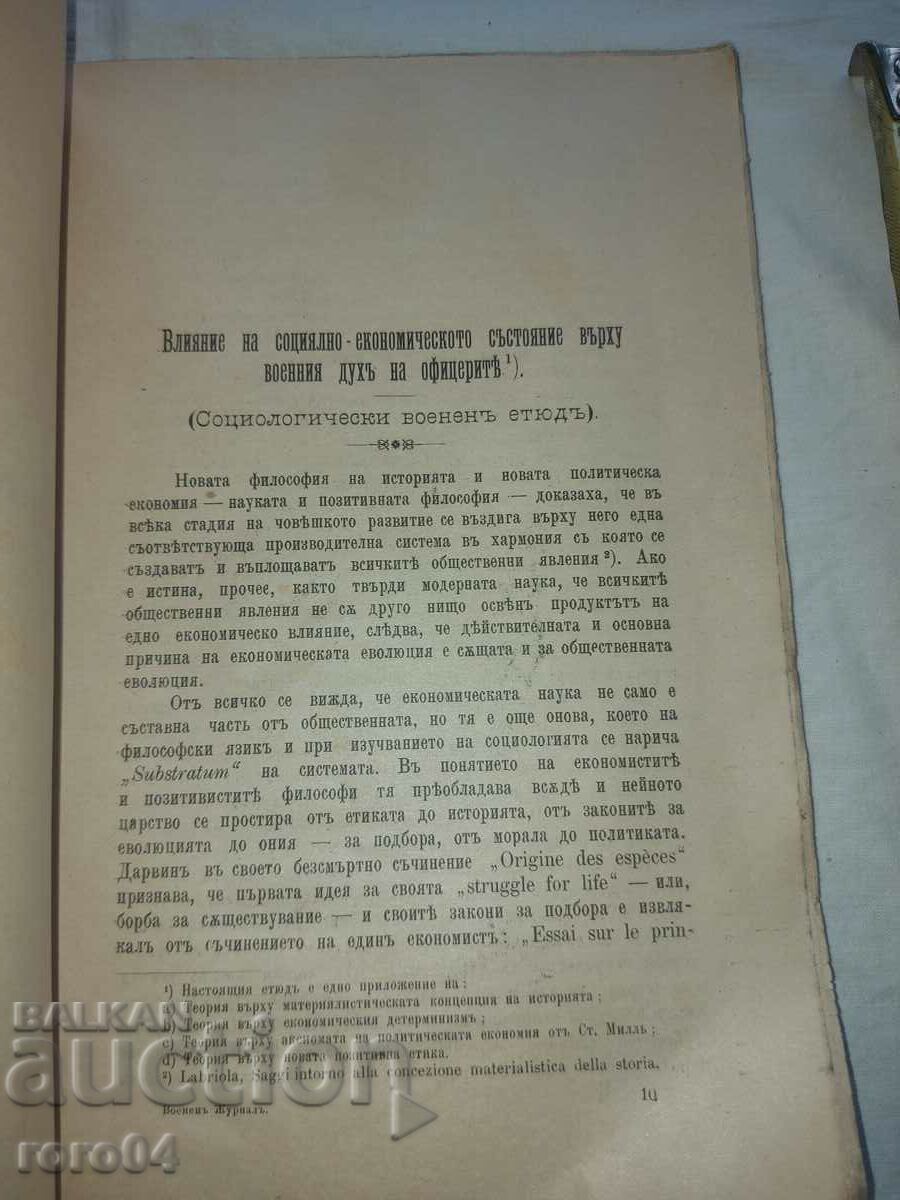 Влияние на социялно-економическото състояние върху
военния духъ на офицеритѣ¹).
(Социологически воененъ етюдъ).
Новата философия на историята и новата политическа
економия — науката и позитивната философия — доказаха, че въ
всѣка стадия на човѣшкото развитие се въздига върху него една
съответствующа производителна система въ хармония съ която се
създаватъ и въплощаватъ всичкитѣ обществени явления²). Ако
е истина, прочее, както твърди модерната наука, че всичкитѣ
обществени явления не сѫ друго нищо освѣнъ продуктътъ на
едно економическо влияние, слѣдва, че дѣйствителната и основна
причина на економическата еволюция е сѫщата и за обществената
еволюция.
Отъ всичко се вижда, че економическата наука не само е
съставна часть отъ общественната, но тя е още онова, което на
философски язикъ и при изучванието на социологията се нарича
„Substratum“ на системата. Въ понятието на економиститѣ
и позитивиститѣ философи тя прѣобладава всѫдѣ и нейното
царство се простира отъ етиката до историята, отъ законитѣ за
еволюцията до ония — за подбора, отъ морала до политиката.
Дарвинъ въ своето безсмъртно съчинение „Origine des espèces“
признава, че първата идея за своята „struggle for life“ — или,
борба за сѫществувание — и своитѣ закони за подбора е извля-
калъ отъ съчинението на единъ економистъ: „Essai sur le prin-
¹) Настоящия етюдъ е едно приложение на:
a) Теория върху материялистическата концепция на историята;
b) Теория върху економическия детерминизмъ;
c) Теория върху аксиомата на политическата економия от Ст. Милль;
d) Теория върху новата позитивна етика.
²) Labriola, Saggi intorno alla concezione materialistica della storia.
Воененъ Журналъ. 10
BALKAN
auction
roro04